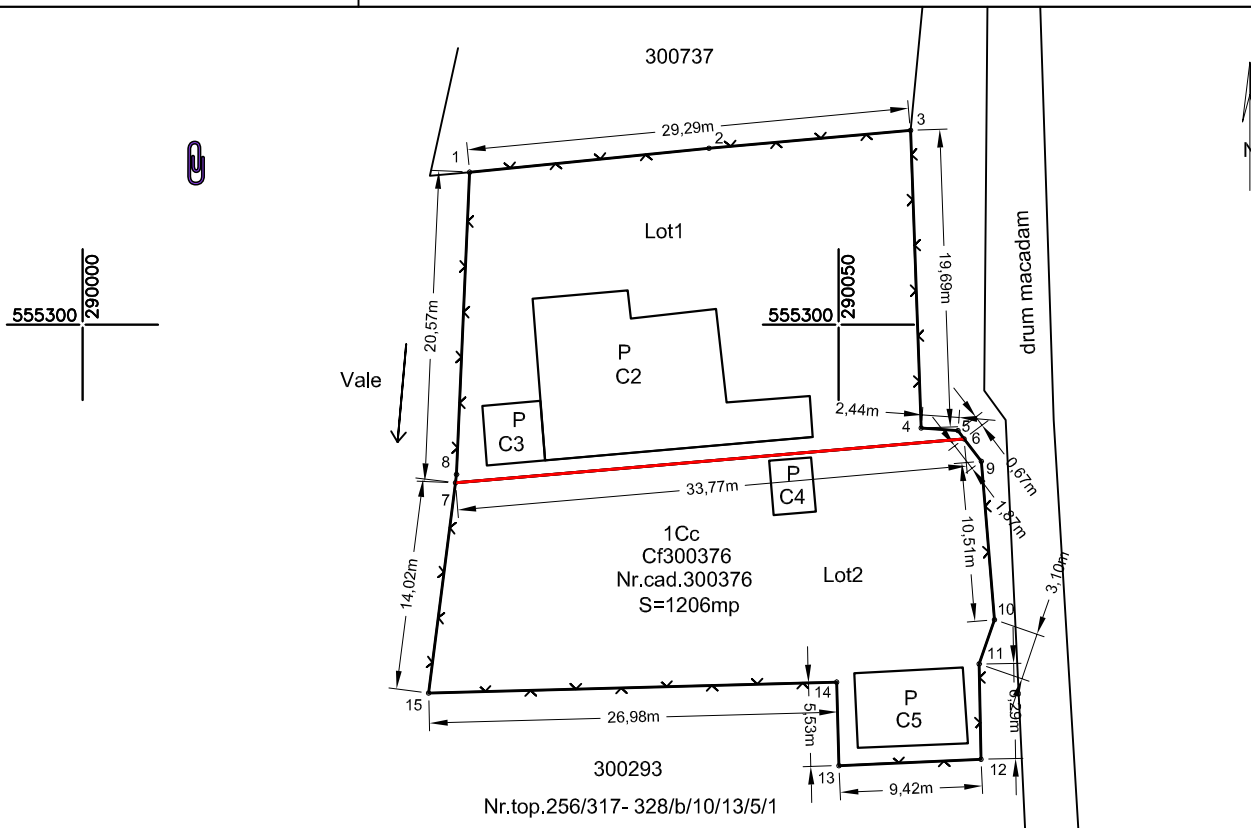 300737
29,29m
1
2
3
Lot1
19,69m
drum macadam
N
555300
290000
555300
290050
20,57m
Vale
P
C2
P
C3
2,44m
4
5
6
0,67m
8
7
9
33,77m
P
C4
1,87m
10,51m
1Cc
Cf300376
Nr.cad.300376
S=1206mp
Lot2
14,02m
3,10m
10
11
15
14
26,98m
5,53m
P
C5
6,29m
300293
13
12
9,42m
Nr.top.256/317- 328/b/10/13/5/1